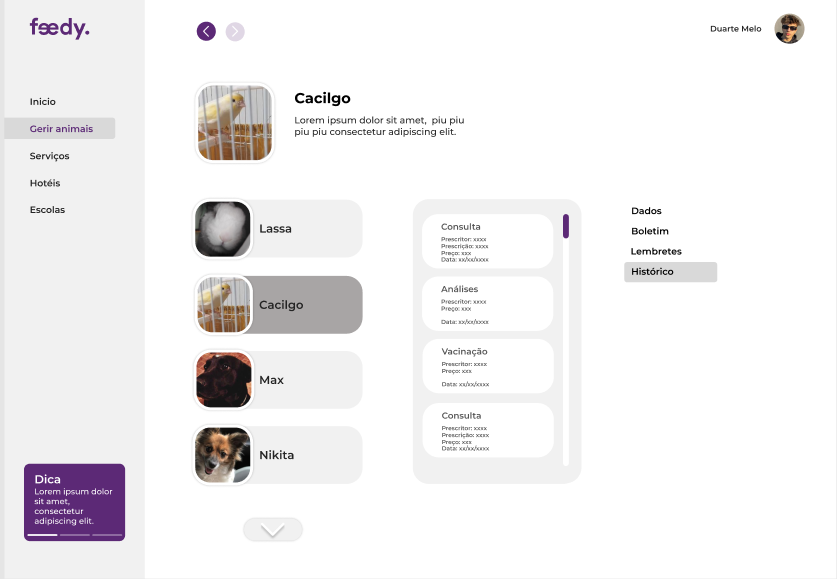 fædy.
Duarte Melo
Inicio
Gerir animais
Serviços
Hotéis
Escolas
Cacilgo
Lorem ipsum dolor sit amet, piu piu
piu piu consectetur adipiscing elit.
Lassa
Cacilgo
Max
Nikita
Consulta
Prescritor: xxxx
Prescrição: xxxx
Preço: xxx
Data: xx/xx/xxxx
Análises
Prescritor: xxxx
Preço: xxx
Data: xx/xx/xxxx
Vacinação
Prescritor: xxxx
Preço: xxx
Data: xx/xx/xxxx
Consulta
Prescritor: xxxx
Prescrição: xxxx
Preço: xxx
Data: xx/xx/xxxx
Dados
Boletim
Lembretes
Histórico
Dica
Lorem ipsum dolor
sit amet,
consectetur
adipiscing elit.